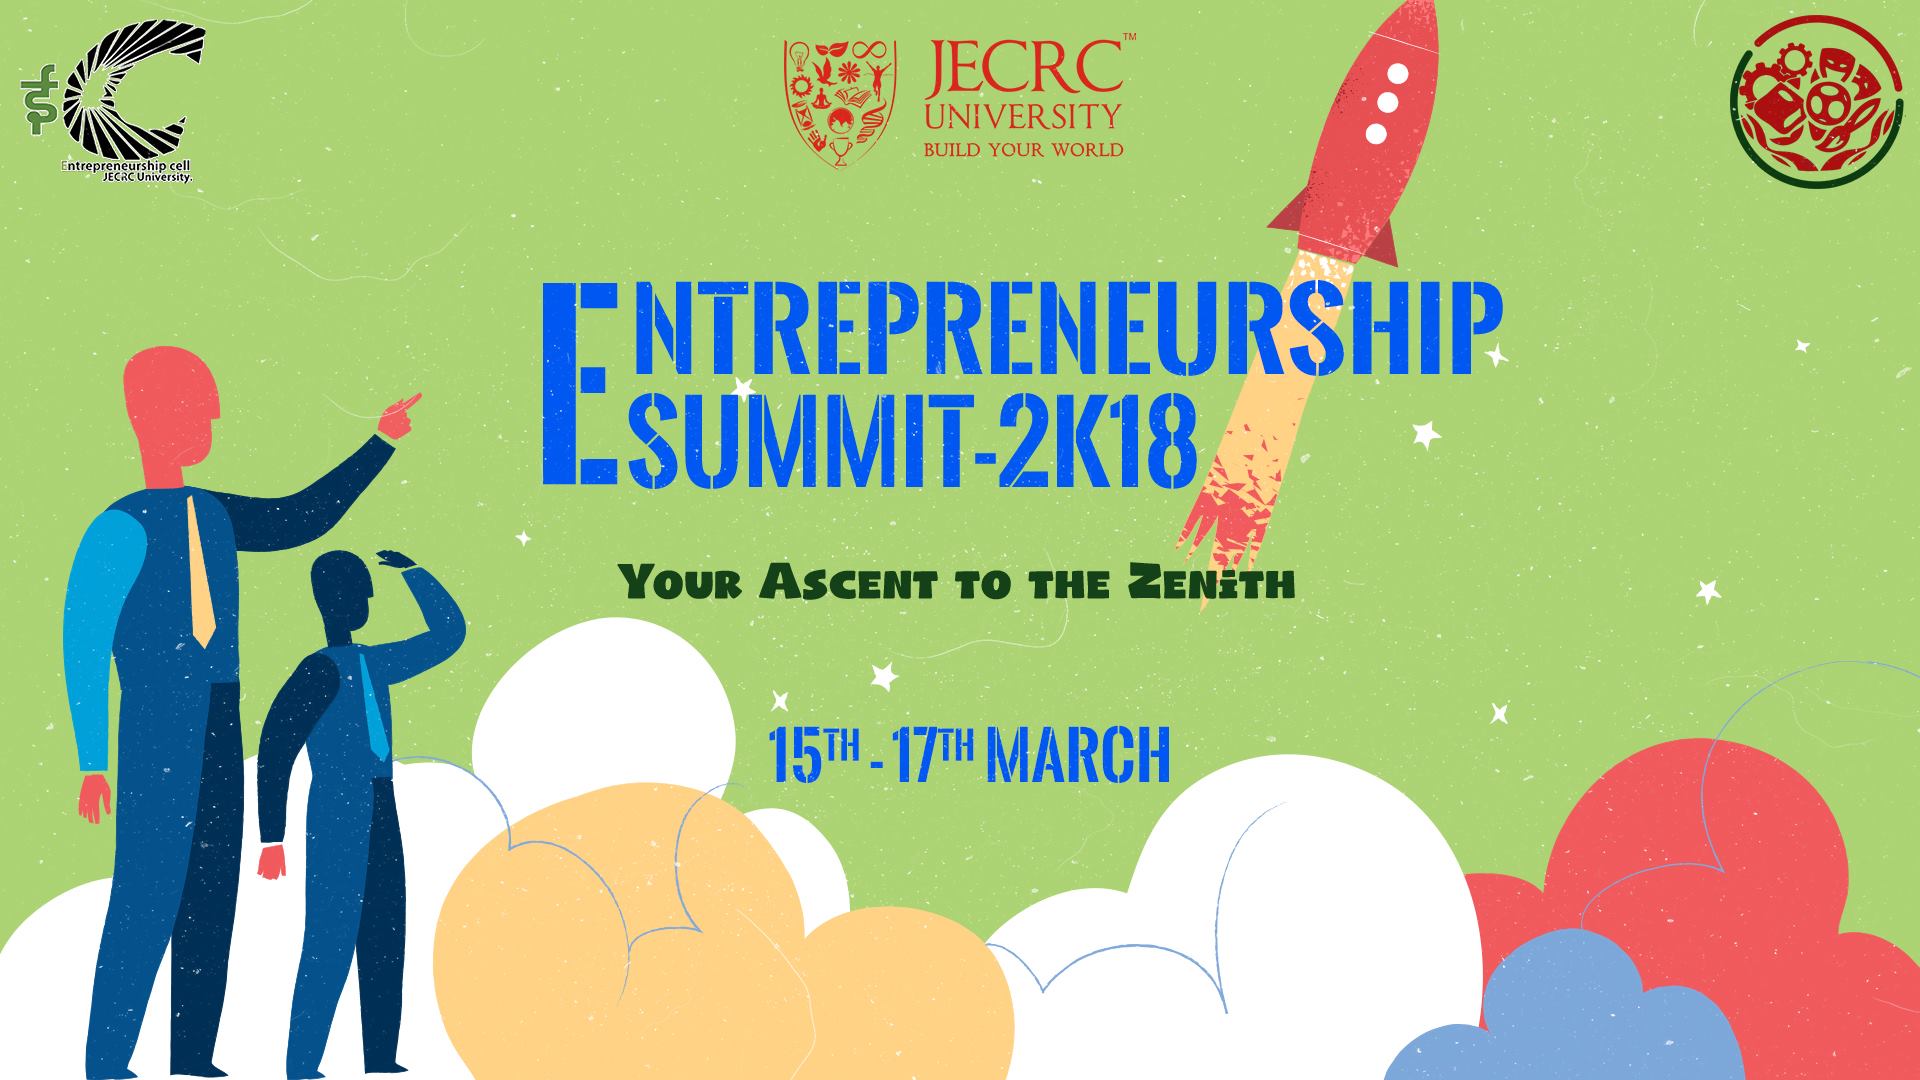 Entrepreneurship cell
JECRC University.
JECRC™
UNIVERSITY
BUILD YOUR WORLD
ENTREPRENEURSHIP
SUMMIT-2K18
YOUR ASCENT TO THE ZENiTH
15TH - 17TH MARCH